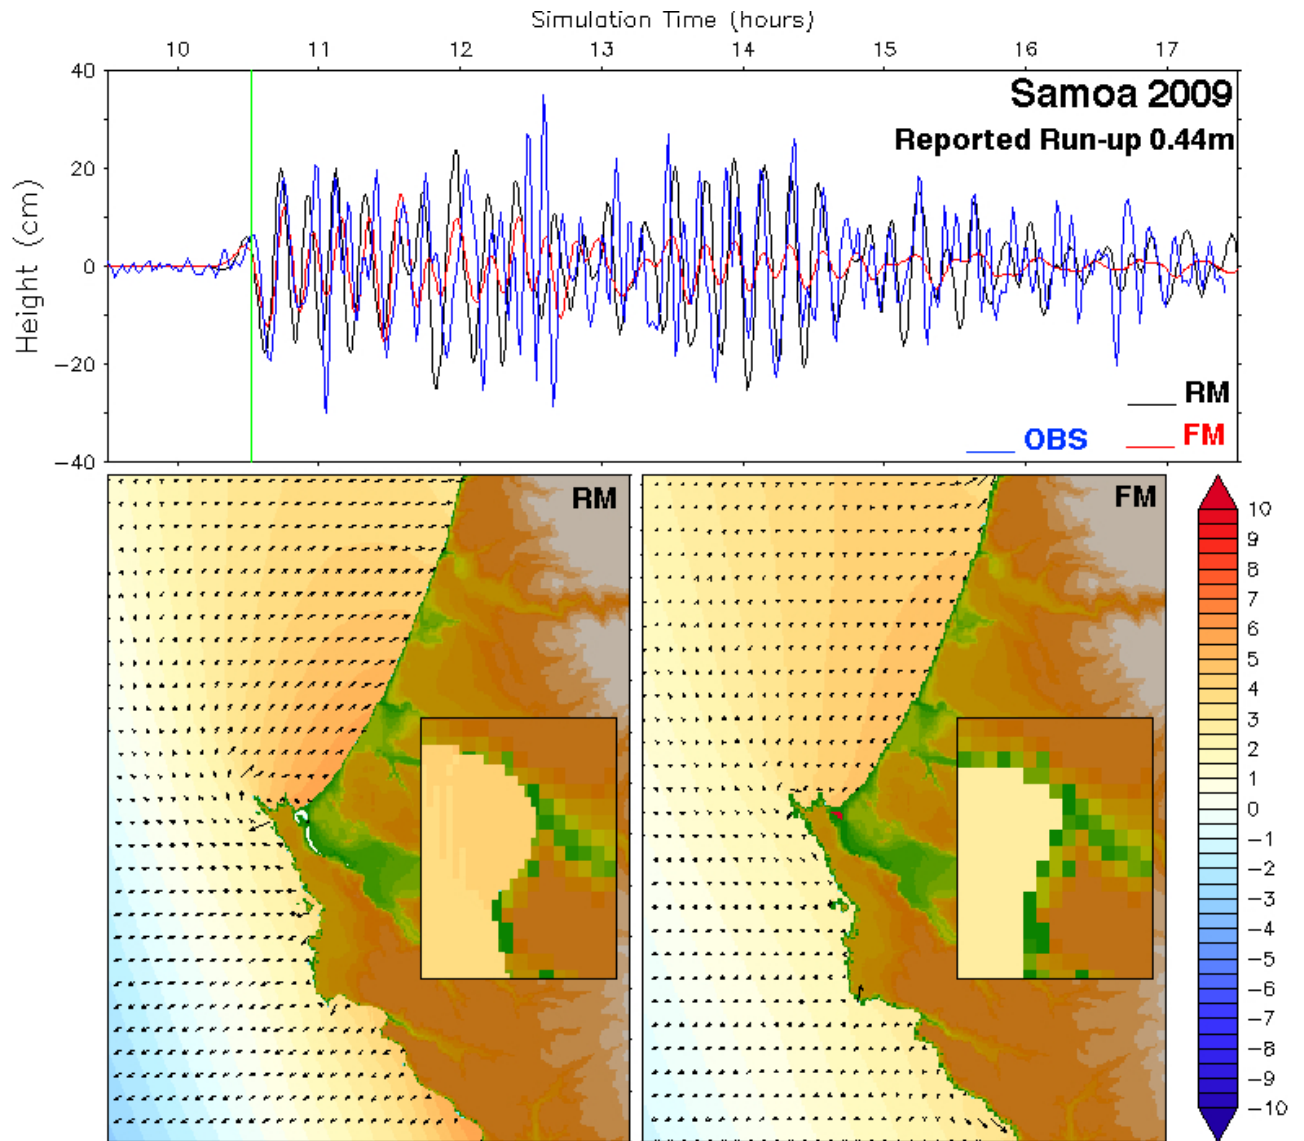 Simulation Time (hours)
10 11 12 13 14 15 16 17
40
20
0
−20
−40
Height (cm)
Samoa 2009
Reported Run-up 0.44m
RM
OBS FM
RM
FM
10
9
8
7
6
5
4
3
2
1
0
−1
−2
−3
−4
−5
−6
−7
−8
−9
−10